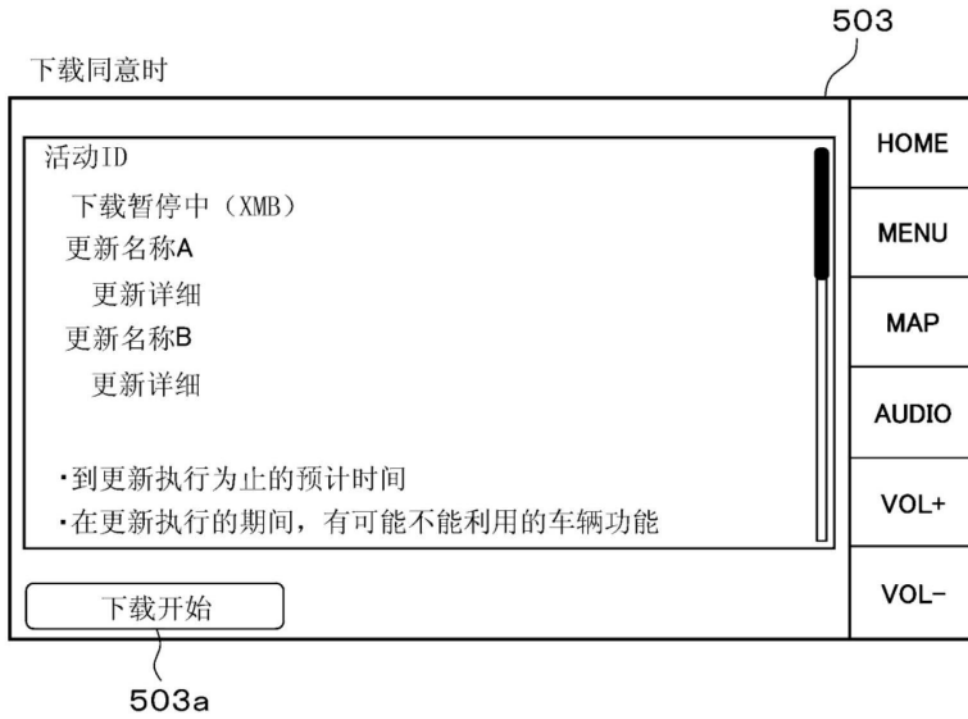 503
下载同意时
活动ID
下载暂停中（XMB）
更新名称A
更新详细
更新名称B
更新详细
·到更新执行为止的预计时间
·在更新执行的期间，有可能不能利用的车辆功能
下载开始
503a
HOME
MENU
MAP
AUDIO
VOL+
VOL-